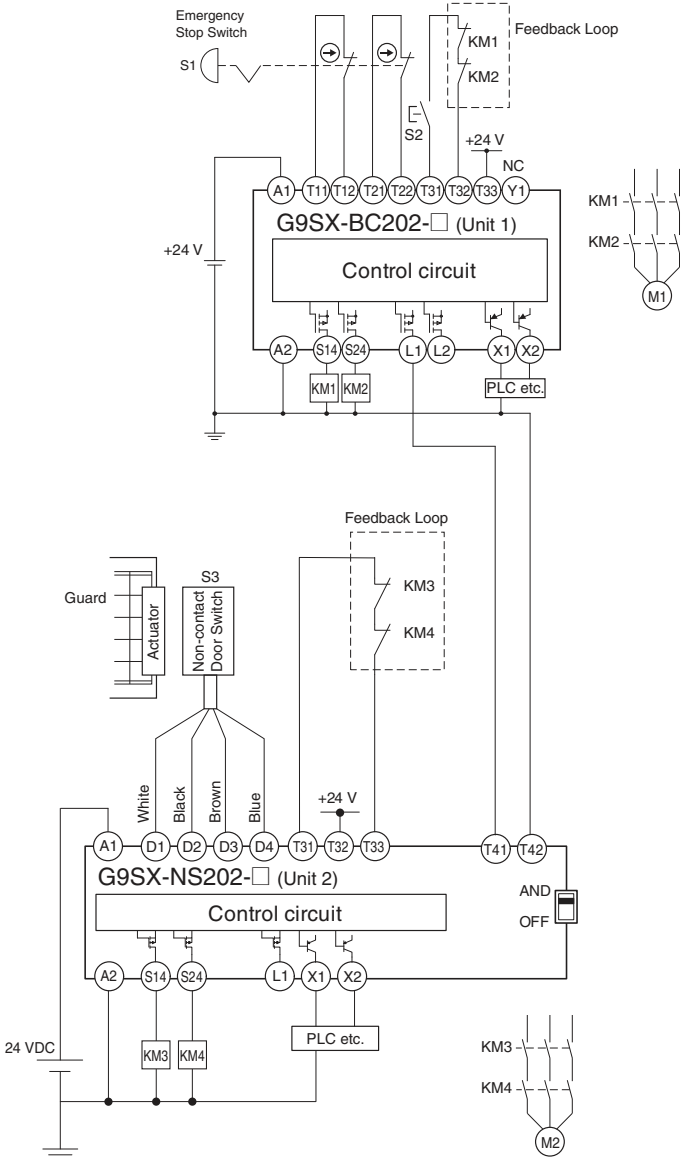 Emergency
Stop Switch
S1
KM1
KM2
Feedback Loop
S2
+24 V
NC
A1 T11 T12 T21 T22 T31 T32 T33 Y1
G9SX-BC202-□ (Unit 1)
+24 V
Control circuit
KM1
KM2
M1
A2 S14 S24 L1 L2 X1 X2
KM1 KM2 PLC etc.
Feedback Loop
KM3
KM4
Guard
Actuator
S3
Non-contact
Door Switch
White
Black
Brown
Blue
+24 V
A1 D1 D2 D3 D4 T31 T32 T33 T41 T42
G9SX-NS202-□ (Unit 2)
Control circuit
AND
OFF
A2 S14 S24 L1 X1 X2
24 VDC
KM3 KM4 PLC etc.
KM3
KM4
M2